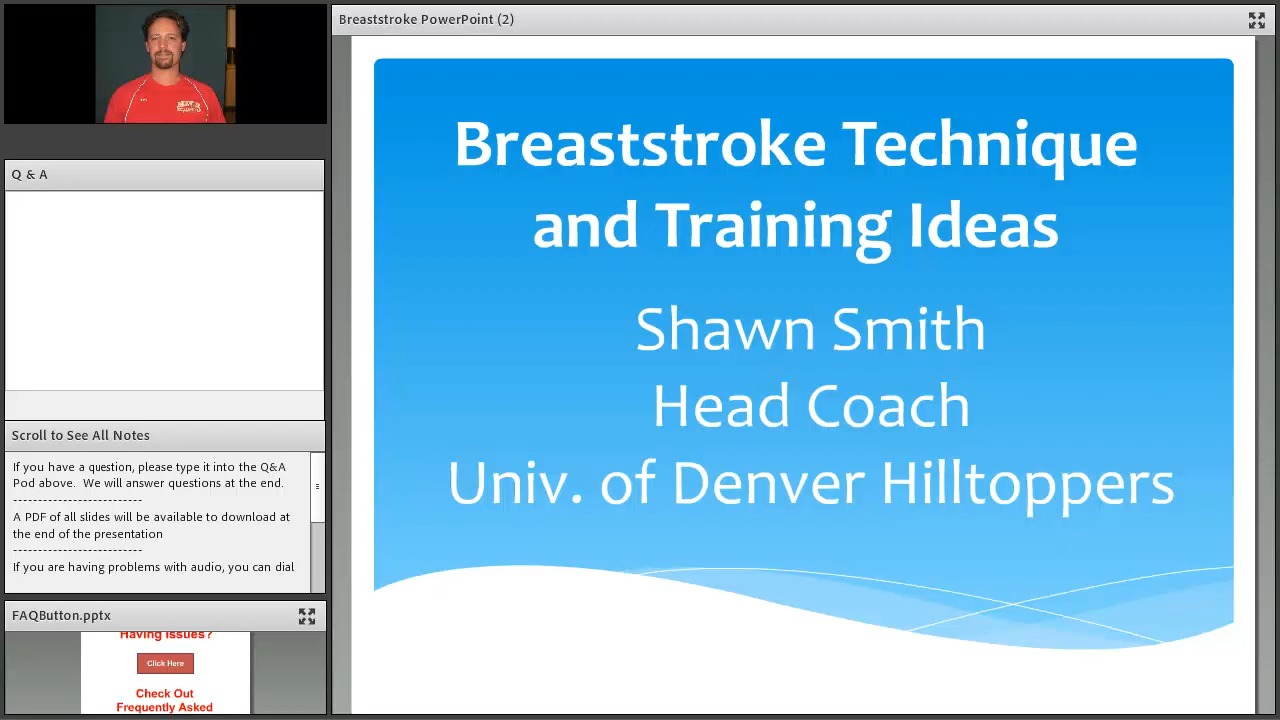 Breaststroke PowerPoint (2)
Breaststroke Technique
and Training Ideas
Shawn Smith
Head Coach
Univ. of Denver Hilltoppers
Q & A
Scroll to See All Notes
If you have a question, please type it into the Q&A
Pod above.  We will answer questions at the end.
--------------------------
A PDF of all slides will be available to download at
the end of the presentation
--------------------------
If you are having problems with audio, you can dial
FAQButton.pptx
Having Issues?
Click Here
Check Out
Frequently Asked